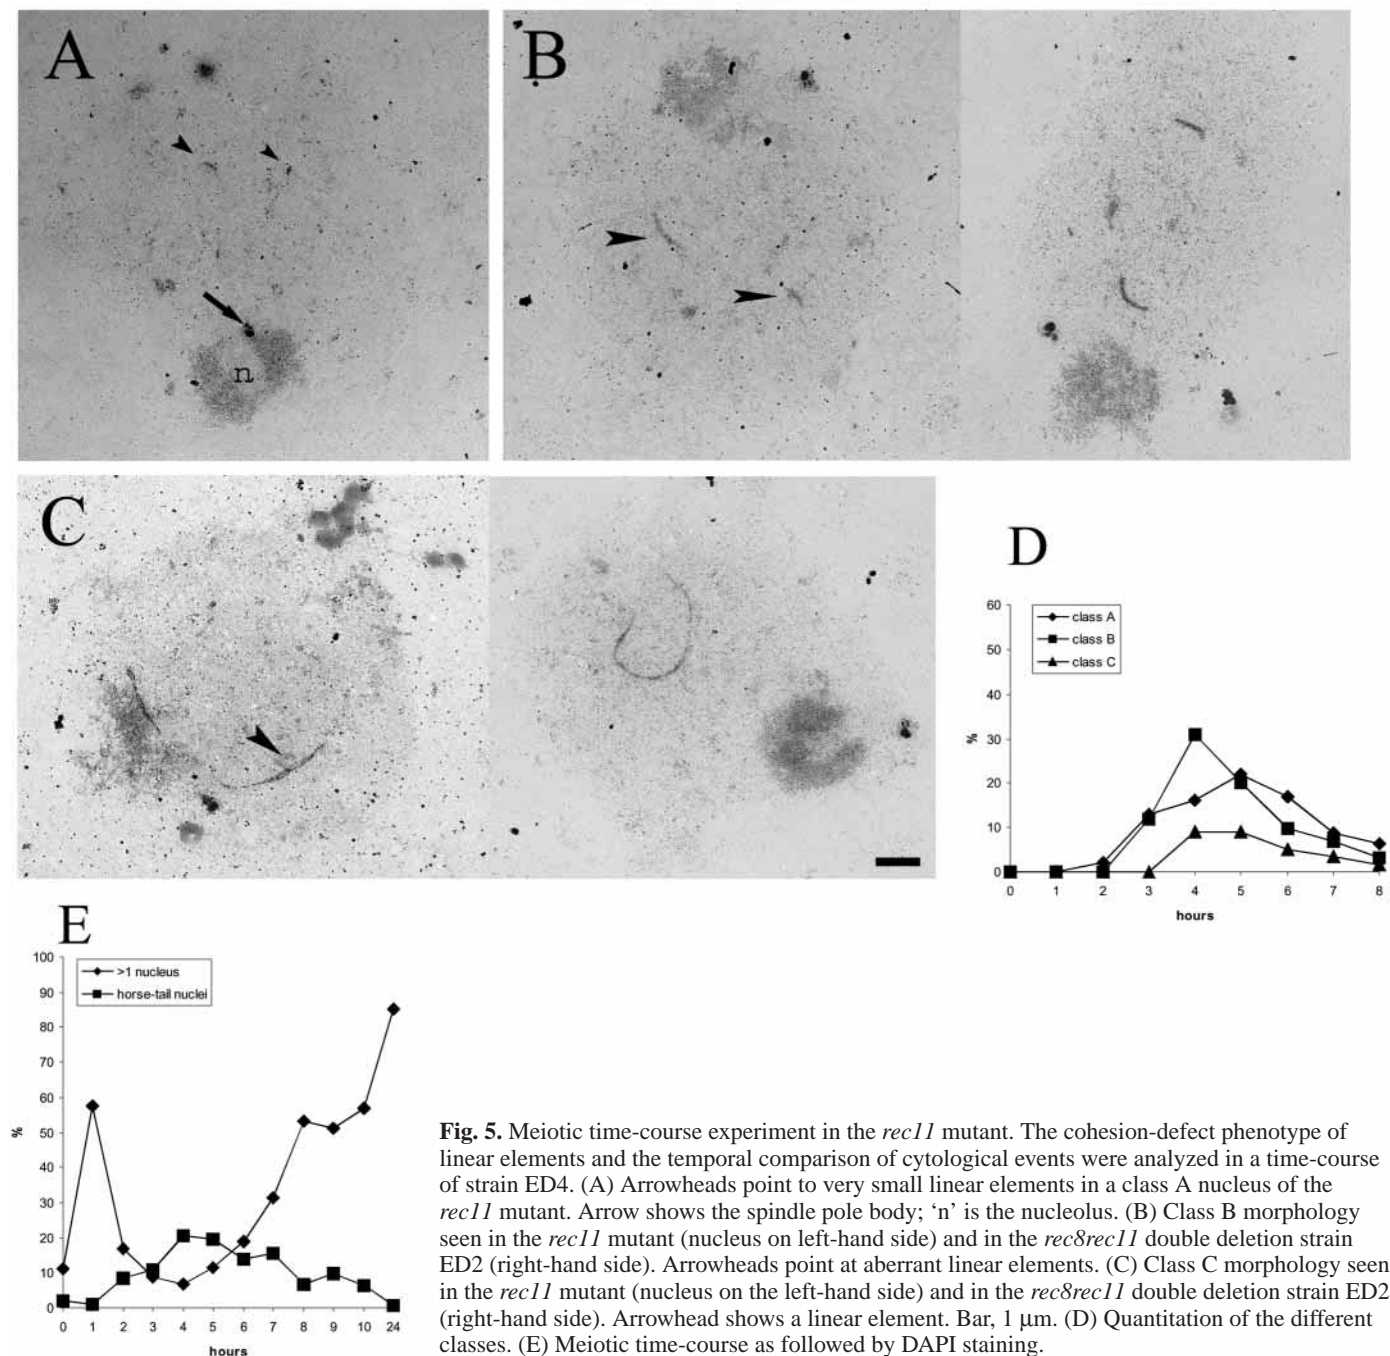 A
B
n
C
D
60
50
40
30
20
10
0
%
class A
class B
class C
0 1 2 3 4 5 6 7 8
hours
E
100
90
80
70
60
50
40
30
20
10
0
%
>1 nucleus
horse-tail nuclei
0 1 2 3 4 5 6 7 8 9 10 24
hours
Fig. 5. Meiotic time-course experiment in the rec11 mutant. The cohesion-defect phenotype of
linear elements and the temporal comparison of cytological events were analyzed in a time-course
of strain ED4. (A) Arrowheads point to very small linear elements in a class A nucleus of the
rec11 mutant. Arrow shows the spindle pole body; ‘n’ is the nucleolus. (B) Class B morphology
seen in the rec11 mutant (nucleus on left-hand side) and in the rec8rec11 double deletion strain
ED2 (right-hand side). Arrowheads point at aberrant linear elements. (C) Class C morphology seen
in the rec11 mutant (nucleus on the left-hand side) and in the rec8rec11 double deletion strain ED2
(right-hand side). Arrowhead shows a linear element. Bar, 1 μm. (D) Quantitation of the different
classes. (E) Meiotic time-course as followed by DAPI staining.